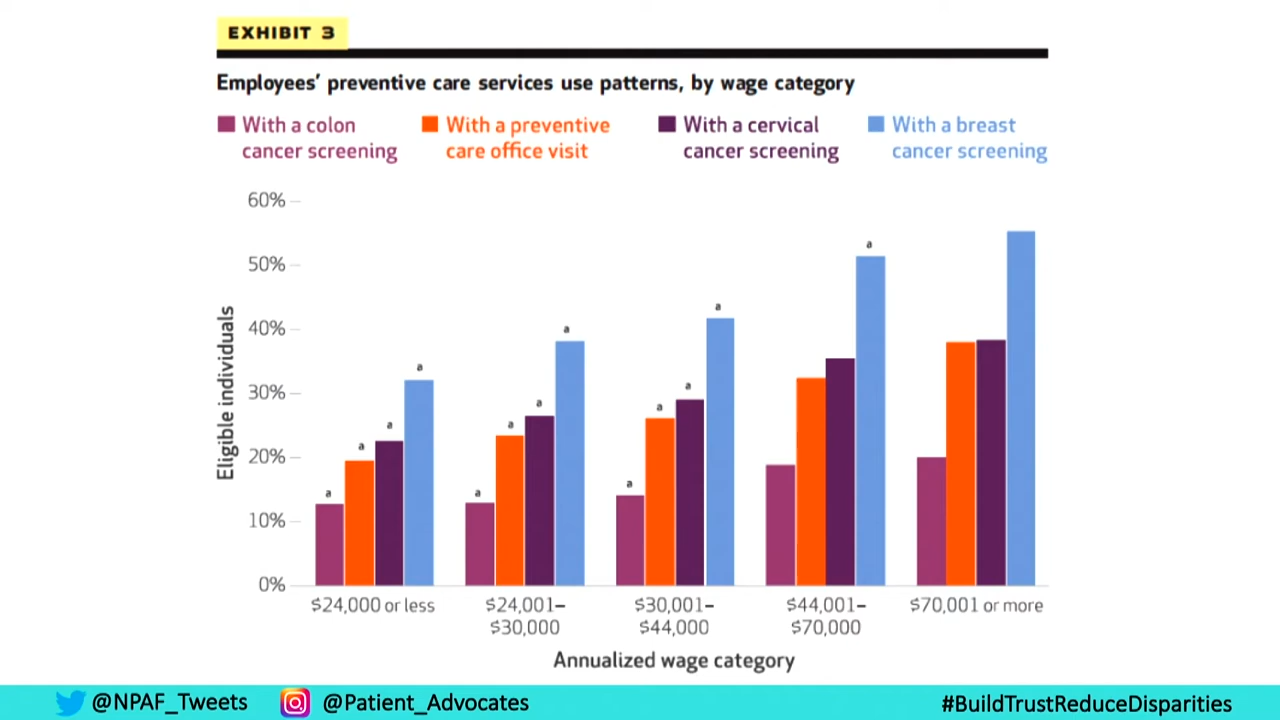 EXHIBIT 3
Employees' preventive care services use patterns, by wage category
With a colon
cancer screening
With a preventive
care office visit
With a cervical
cancer screening
With a breast
cancer screening
60%
50%
40%
30%
20%
10%
0%
Eligible individuals
a
a
a
a
a
a
a
a
a
a
a
a
a
$24,000 or less
$24,001–
$30,000
$30,001–
$44,000
$44,001–
$70,000
$70,001 or more
Annualized wage category
@NPAF_Tweets
@Patient_Advocates
#BuildTrustReduceDisparities